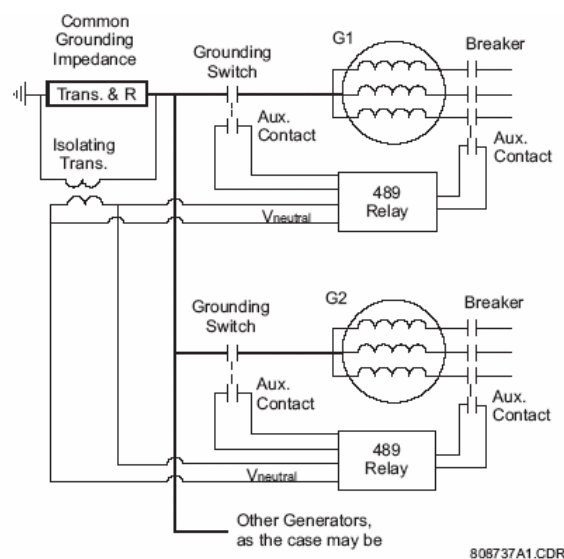 Common
Grounding
Impedance
Trans. & R
Isolating
Trans.
Grounding
Switch
Aux.
Contact
G1
Breaker
Aux.
Contact
489
Relay
Vneutral
Grounding
Switch
Aux.
Contact
G2
Breaker
Aux.
Contact
489
Relay
Vneutral
Other Generators,
as the case may be
808737A1.CDR